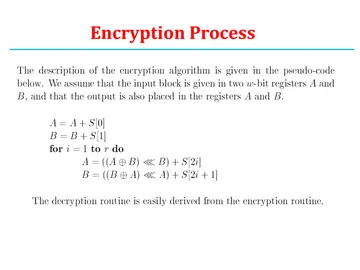 Encryption Process
The description of the encryption algorithm is given in the pseudo-code
below. We assume that the input block is given in two w-bit registers A and
B, and that the output is also placed in the registers A and B.
A = A + S[0]
B = B + S[1]
for i = 1 to r do
A = ((A ⊕ B) ⋘ B) + S[2i]
B = ((B ⊕ A) ⋘ A) + S[2i + 1]
The decryption routine is easily derived from the encryption routine.